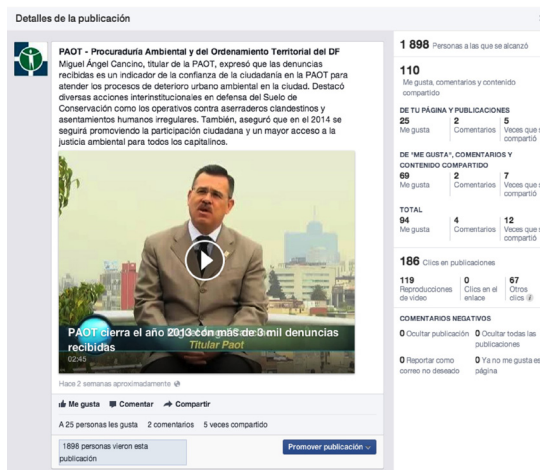 Detalles de la publicación
PAOT - Procuraduría Ambiental y del Ordenamiento Territorial del DF
Miguel Ángel Cancino, titular de la PAOT, expresó que las denuncias
recibidas es un indicador de la confianza de la ciudadanía en la PAOT para
atender los procesos de deterioro urbano ambiental en la ciudad. Destacó
diversas acciones interinstitucionales en defensa del Suelo de
Conservación como los operativos contra aserraderos clandestinos y
asentamientos humanos irregulares. También, aseguró que en el 2014 se
seguirá promoviendo la participación ciudadana y un mayor acceso a la
justicia ambiental para todos los capitalinos.
PAOT cierra el año 2013 con más de 3 mil denuncias
recibidas
Titular Paot
02:45
Hace 2 semanas aproximadamente
Me gusta Comentar Compartir
A 25 personas les gusta 2 comentarios 5 veces compartido
1898 personas vieron esta
publicación
Promover publicación
1 898 Personas a las que se alcanzó
110
Me gusta, comentarios y contenido
compartido
DE TU PÁGINA Y PUBLICACIONES
25 2 5
Me gusta Comentarios Veces que s
compartió
DE "ME GUSTA", COMENTARIOS Y
CONTENIDO COMPARTIDO
69 2 7
Me gusta Comentarios Veces que s
compartió
TOTAL
94 4 12
Me gusta Comentarios Veces que s
compartió
186 Clics en publicaciones
119 0 67
Reproducciones Clics en el Otros
de video enlace clics
COMENTARIOS NEGATIVOS
0 Ocultar publicación 0 Ocultar todas las
publicaciones
0 Reportar como 0 Ya no me gusta es
correo no deseado página